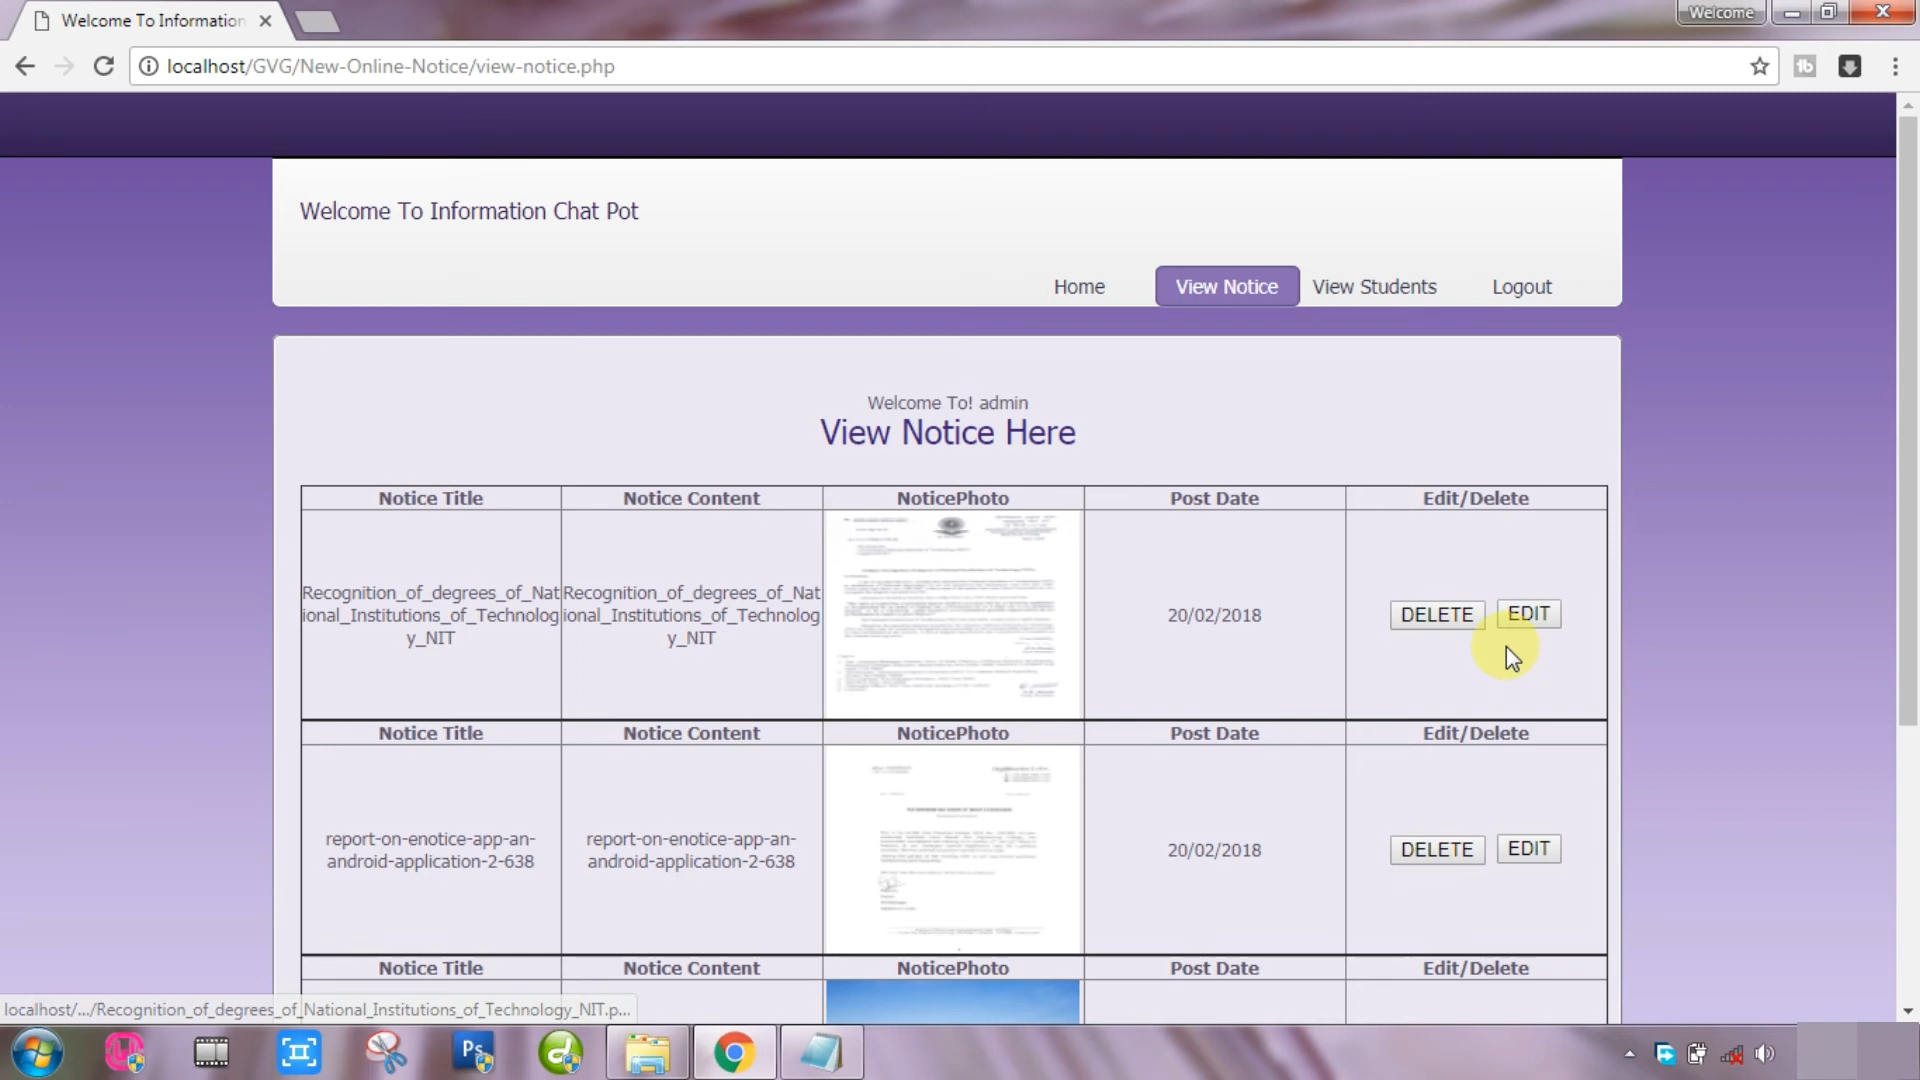 Welcome To Information
Welcome
localhost/GVG/New-Online-Notice/view-notice.php
Welcome To Information Chat Pot
Home View Notice View Students Logout
Welcome To! admin
View Notice Here
Notice Title Notice Content NoticePhoto Post Date Edit/Delete
Recognition_of_degrees_of_Nat Recognition_of_degrees_of_Nat
ional_Institutions_of_Technolog ional_Institutions_of_Technolog 20/02/2018 DELETE EDIT
y_NIT y_NIT
Notice Title Notice Content NoticePhoto Post Date Edit/Delete
report-on-enotice-app-an- report-on-enotice-app-an- 20/02/2018 DELETE EDIT
android-application-2-638 android-application-2-638
Notice Title Notice Content NoticePhoto Post Date Edit/Delete
localhost/.../Recognition_of_degrees_of_National_Institutions_of_Technology_NIT.p...
Ps